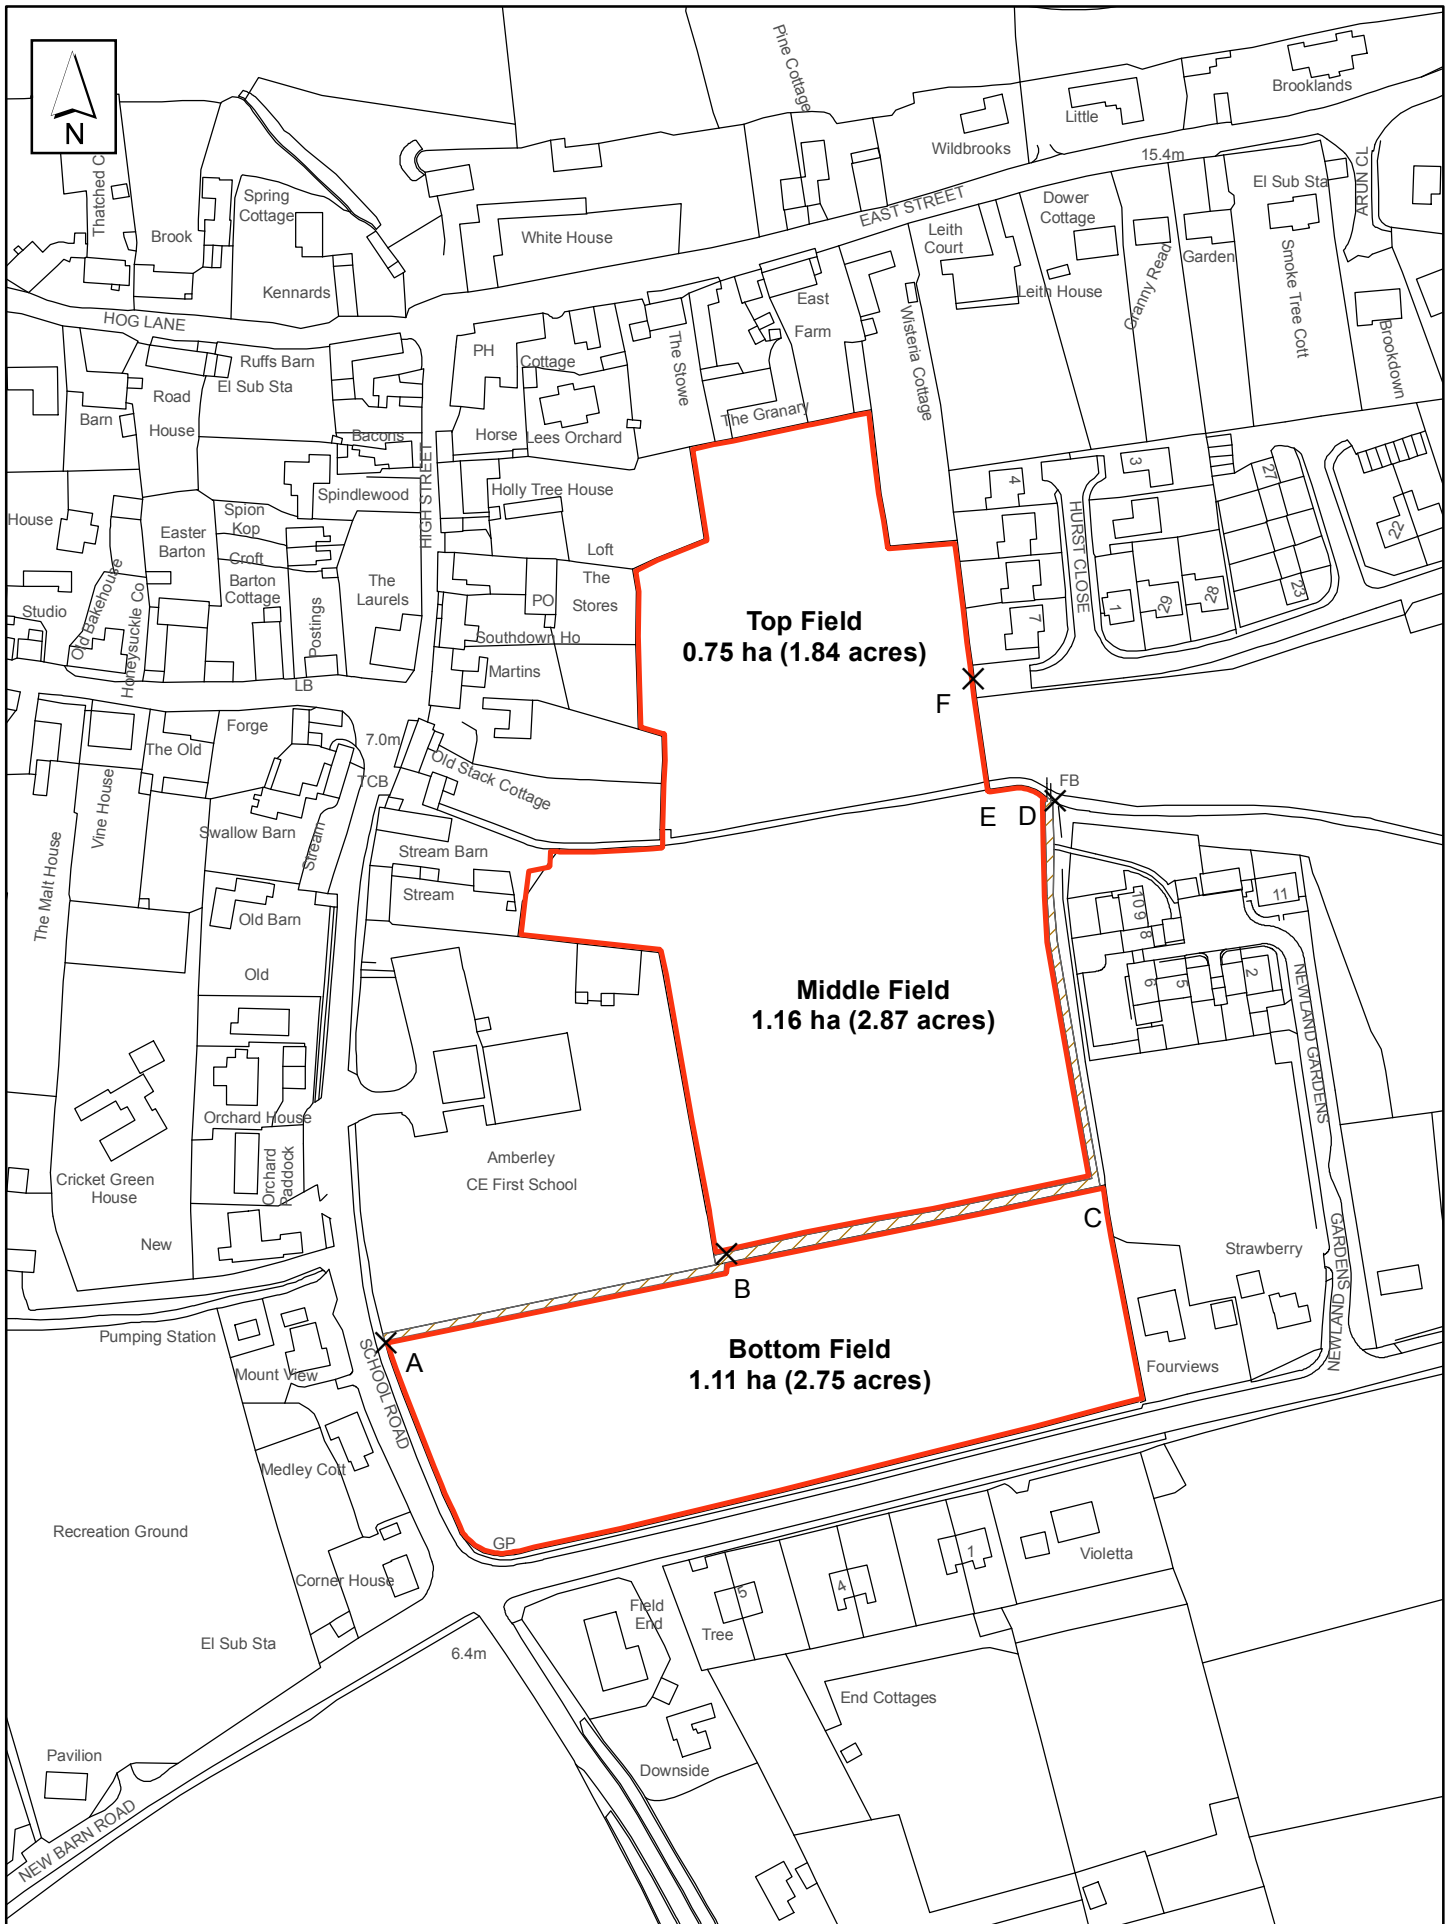 N
Thatched C
Brook
Spring
Cottage
Kennards
White House
Pine Cottage
Wildbrooks
Little
Brooklands
15.4m
EAST STREET
Leith
Court
Dower
Cottage
Leith House
Granny Read
Garden
El Sub Sta
Smoke Tree Cott
ARUN CL
Brookdown
HOG LANE
Ruffs Barn
El Sub Sta
Road
House
Barn
Bacons
Spindlewood
HIGH STREET
PH
Cottage
Horse
Lees Orchard
The Stowe
East
Farm
The Granary
Wisteria Cottage
Holly Tree House
Loft
The
Stores
PO
Southdown Ho
Martins
House
Studio
Old Bakehouse
Honeysuckle Co
Easter
Barton
Spion
Kop
Croft
Barton
Cottage
Postings
The
Laurels
LB
4
7
HURST CLOSE
3
1
29
28
27
23
22
Top Field
0.75 ha (1.84 acres)
F
E
D
FB
Forge
The Old
7.0m
TCB
Old Stack Cottage
Vine House
The Malt House
Swallow Barn
Stream
Stream Barn
Stream
Old Barn
Old
Middle Field
1.16 ha (2.87 acres)
10
9
8
6
5
2
11
NEWLAND GARDENS
Orchard House
Orchard
Paddock
Cricket Green
House
New
Amberley
CE First School
C
B
A
Strawberry
Fourviews
GARDENS
NEWLAND
Pumping Station
Mount View
SCHOOL ROAD
Bottom Field
1.11 ha (2.75 acres)
Medley Cott
Recreation Ground
GP
Corner House
El Sub Sta
6.4m
Field
End
5
4
1
Violetta
Tree
End Cottages
Downside
Pavilion
NEW BARN ROAD